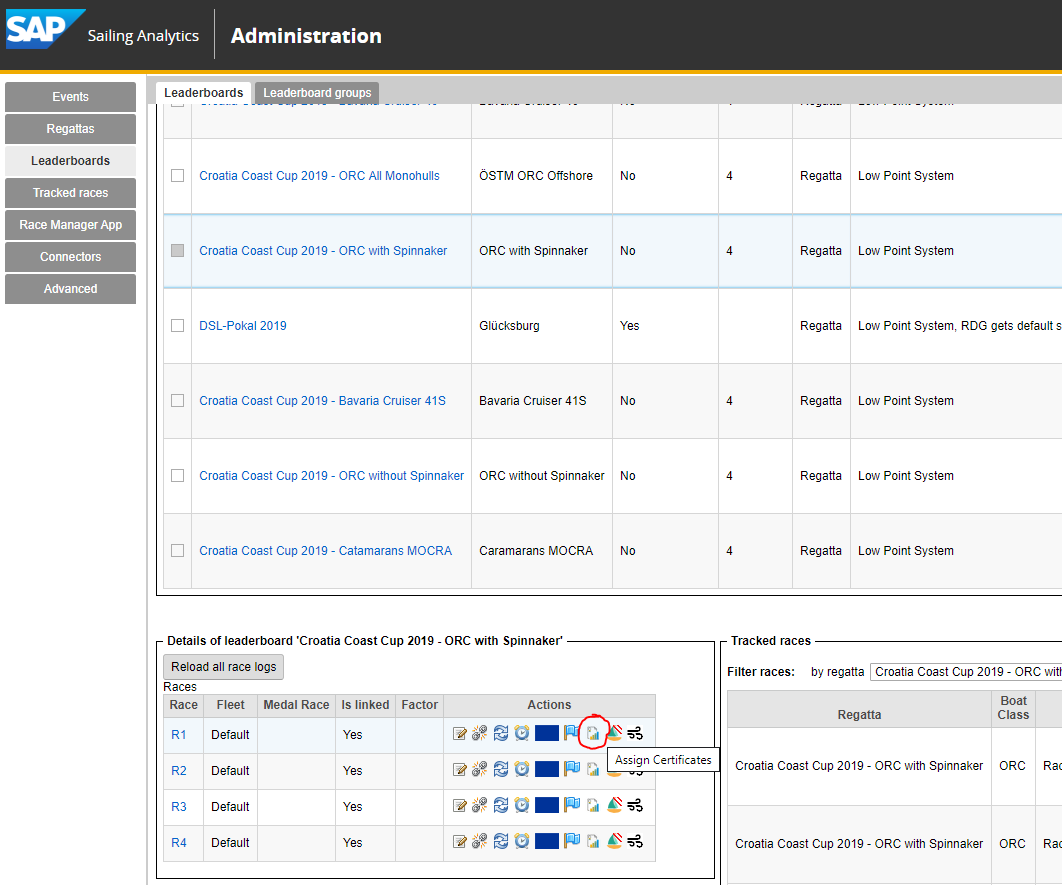 SAP Sailing Analytics Administration
Events
Regattas
Leaderboards
Tracked races
Race Manager App
Connectors
Advanced
Leaderboards Leaderboard groups
Croatia Coast Cup 2019 - ORC All Monohulls ÖSTM ORC Offshore No 4 Regatta Low Point System
Croatia Coast Cup 2019 - ORC with Spinnaker ORC with Spinnaker No 4 Regatta Low Point System
DSL-Pokal 2019 Glücksburg Yes Regatta Low Point System, RDG gets default s
Croatia Coast Cup 2019 - Bavaria Cruiser 41S Bavaria Cruiser 41S No 4 Regatta Low Point System
Croatia Coast Cup 2019 - ORC without Spinnaker ORC without Spinnaker No 4 Regatta Low Point System
Croatia Coast Cup 2019 - Catamarans MOCRA Caramarans MOCRA No 4 Regatta Low Point System
Details of leaderboard 'Croatia Coast Cup 2019 - ORC with Spinnaker'
Reload all race logs
Races
Race Fleet Medal Race Is linked Factor Actions
R1 Default Yes
Assign Certificates
R2 Default Yes
R3 Default Yes
R4 Default Yes
Tracked races
Filter races: by regatta Croatia Coast Cup 2019 - ORC wit
Regatta Boat Class
Croatia Coast Cup 2019 - ORC with Spinnaker ORC Rac
Croatia Coast Cup 2019 - ORC with Spinnaker ORC Rac